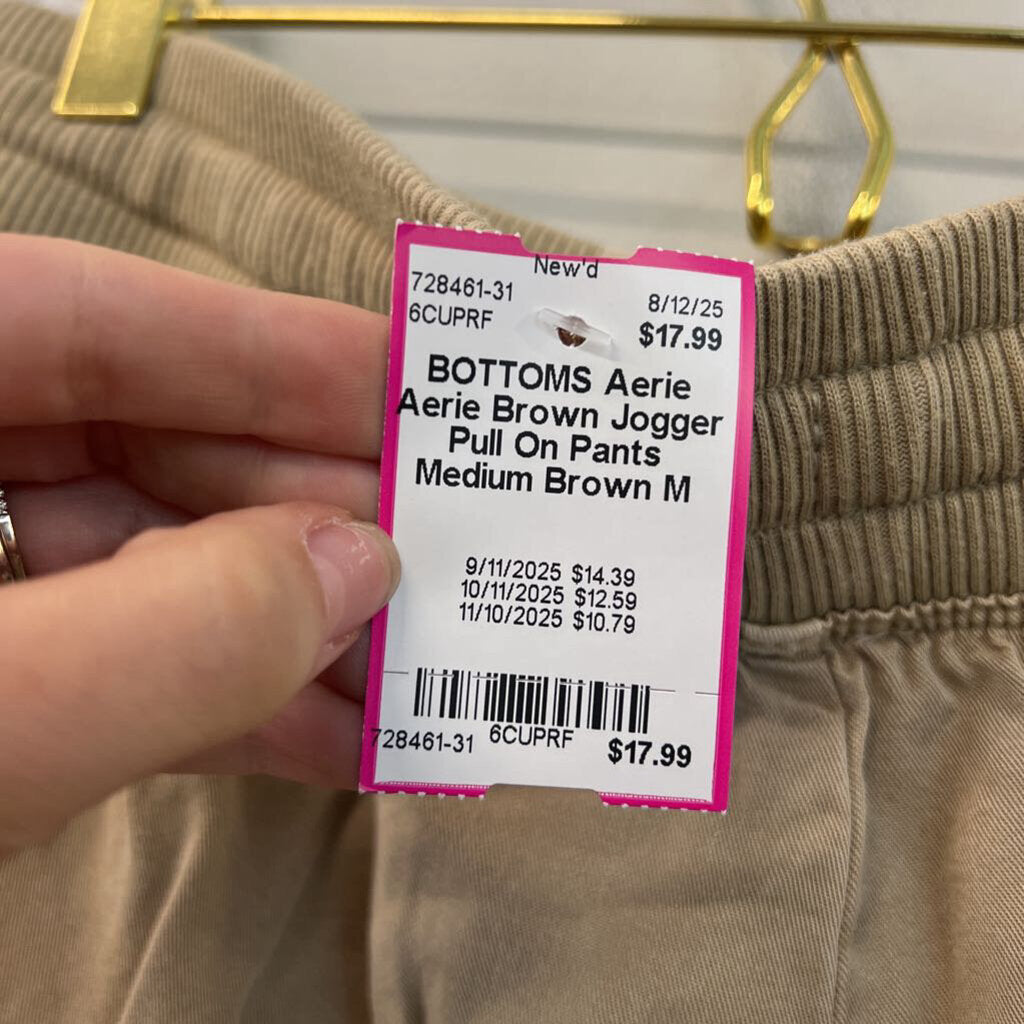 New'd
728461-31 8/12/25
6CUPRF $17.99
BOTTOMS Aerie
Aerie Brown Jogger
Pull On Pants
Medium Brown M
9/11/2025 $14.39
10/11/2025 $12.59
11/10/2025 $10.79
728461-31 6CUPRF $17.99